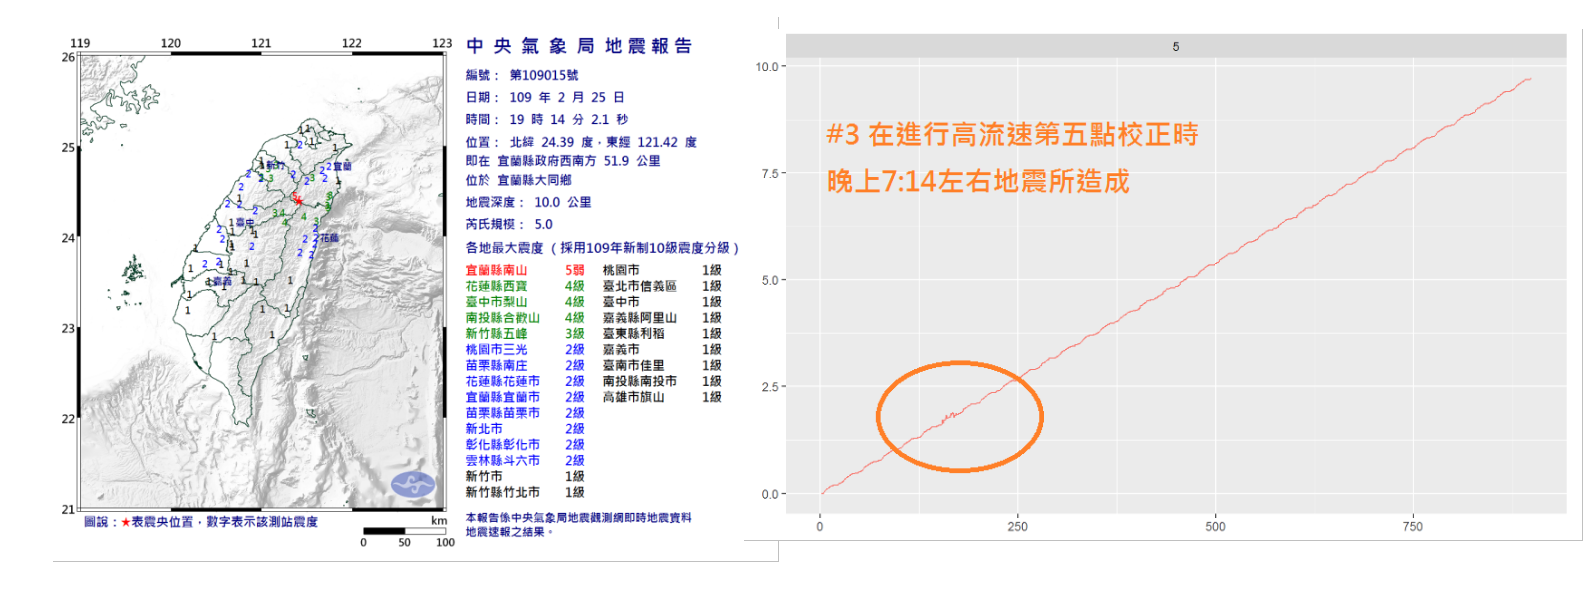 119 120 121 122 123
26
25
24
23
22
21
新竹
宜蘭
臺中
花蓮
嘉義
圖說：★表震央位置，數字表示該測站震度
km
0 50 100
中央氣象局地震報告
編號： 第109015號
日期： 109 年 2 月 25 日
時間： 19 時 14 分 2.1 秒
位置： 北緯 24.39 度，東經 121.42 度
即在 宜蘭縣政府西南方 51.9 公里
位於 宜蘭縣大同鄉
地震深度： 10.0 公里
芮氏規模： 5.0
各地最大震度（採用109年新制10級震度分級）
宜蘭縣南山 5弱 桃園市 1級
花蓮縣西寶 4級 臺北市信義區 1級
臺中市梨山 4級 臺中市 1級
南投縣合歡山 4級 嘉義縣阿里山 1級
新竹縣五峰 3級 臺東縣利稻 1級
桃園市三光 2級 嘉義市 1級
苗栗縣南庄 2級 臺南市佳里 1級
花蓮縣花蓮市 2級 南投縣南投市 1級
宜蘭縣宜蘭市 2級 高雄市旗山 1級
苗栗縣苗栗市 2級
新北市 2級
彰化縣彰化市 2級
雲林縣斗六市 2級
新竹市 1級
新竹縣竹北市 1級
本報告係中央氣象局地震觀測網即時地震資料
地震速報之結果。
5
10.0
7.5
5.0
2.5
0.0
0 250 500 750
#3 在進行高流速第五點校正時
晚上7:14左右地震所造成